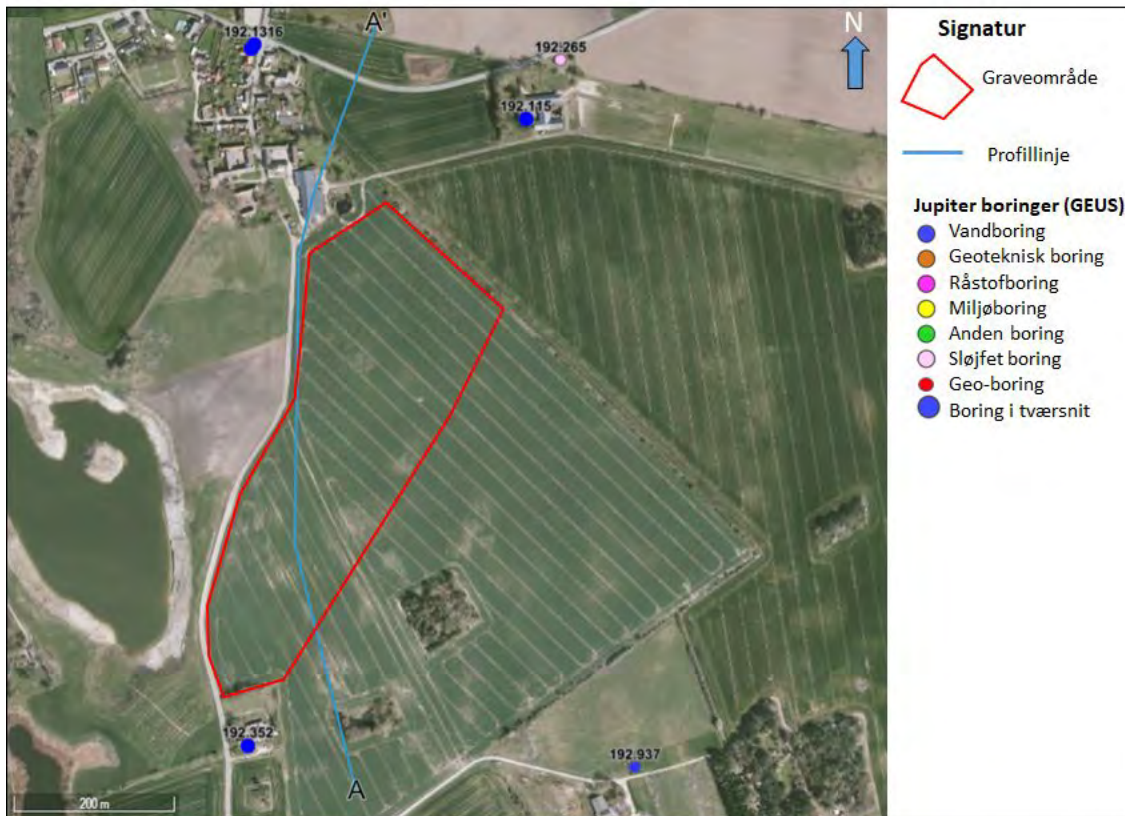 A'
N
192.1316
192.265
192.115
192.352
192.937
A
200 m
Signatur
Graveområde
Profillinje
Jupiter boringer (GEUS)
Vandboring
Geoteknisk boring
Råstofboring
Miljøboring
Anden boring
Sløjfet boring
Geo-boring
Boring i tværsnit